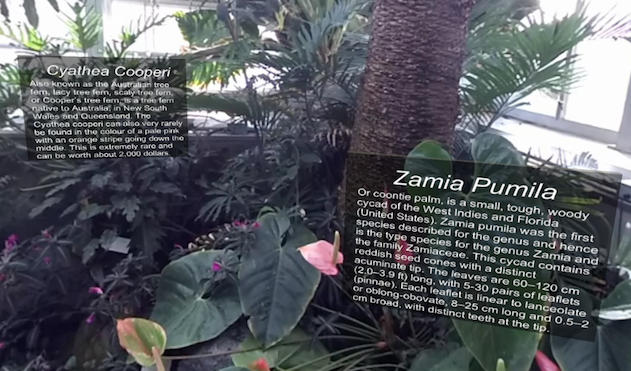 Cyathea Cooperi
Also known as the Australian tree
fern, lacy tree fern, scaly tree fern,
or Cooper's tree fern, is a tree fern
native to Australia, in New South
Wales and Queensland. The
Cyathea cooperi can also very rarely
be found in the colour of a pale pink
with an orange stripe going down the
middle. This is extremely rare and
can be worth about 2,000 dollars.
Zamia Pumila
Or coontie palm, is a small, tough, woody
cycad of the West Indies and Florida
(United States). Zamia pumila was the first
species described for the genus and hence
is the type species for the genus Zamia and
the family Zamiaceae. This cycad contains
reddish seed cones with a distinct
acuminate tip. The leaves are 60–120 cm
(2.0–3.9 ft) long, with 5-30 pairs of leaflets
(pinnae). Each leaflet is linear to lanceolate
or oblong-obovate, 8–25 cm long and 0.5–2
cm broad, with distinct teeth at the tip.